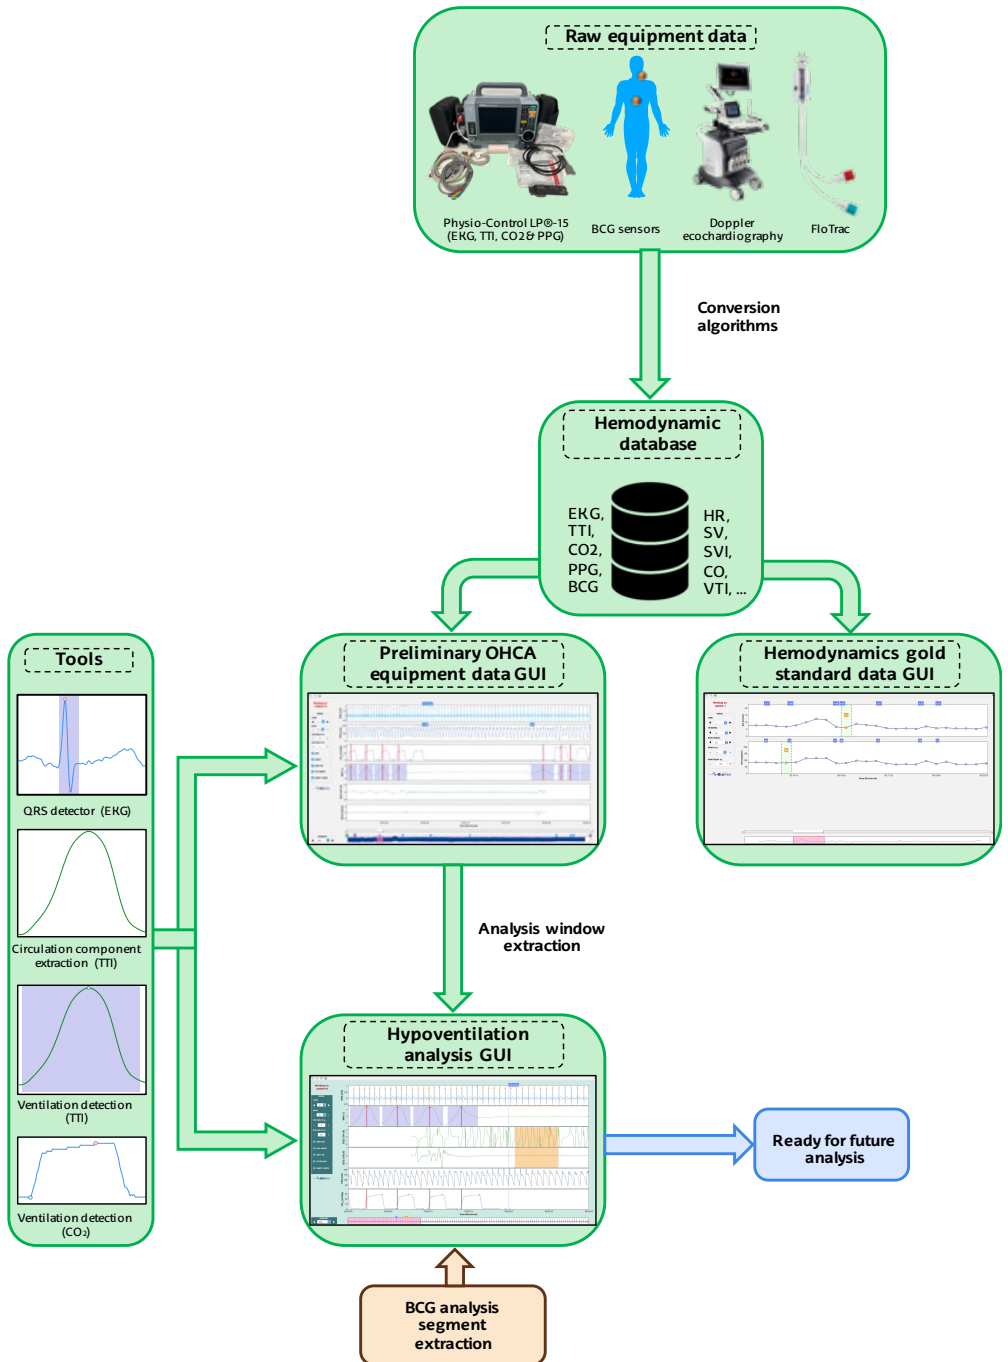 Raw equipment data
Physio-Control LP®-15
(EKG, TTI, CO2 & PPG)
BCG sensors
Doppler
ecochardiography
FloTrac
Conversion
algorithms
Hemodynamic
database
EKG,
TTI,
CO2,
PPG,
BCG
HR,
SV,
SVI,
CO,
VTI, ...
Tools
QRS detector (EKG)
Circulation component
extraction (TTI)
Ventilation detection
(TTI)
Ventilation detection
(CO₂)
Preliminary OHCA
equipment data GUI
Hemodynamics gold
standard data GUI
Analysis window
extraction
Hypoventilation
analysis GUI
Ready for future
analysis
BCG analysis
segment
extraction